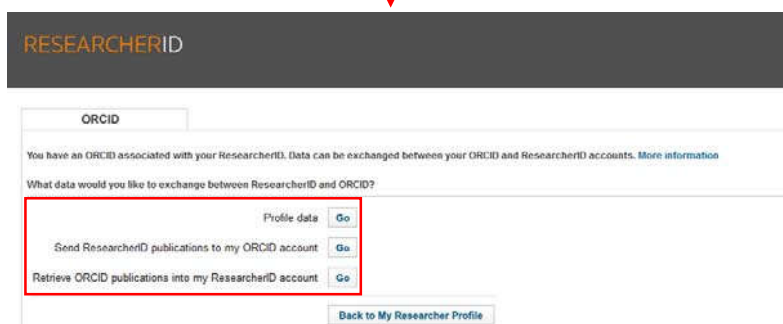 RESEARCHERID
ORCID
You have an ORCID associated with your ResearcherID. Data can be exchanged between your ORCID and ResearcherID accounts. More information
What data would you like to exchange between ResearcherID and ORCID?
Profile data Go
Send ResearcherID publications to my ORCID account Go
Retrieve ORCID publications into my ResearcherID account Go
Back to My Researcher Profile